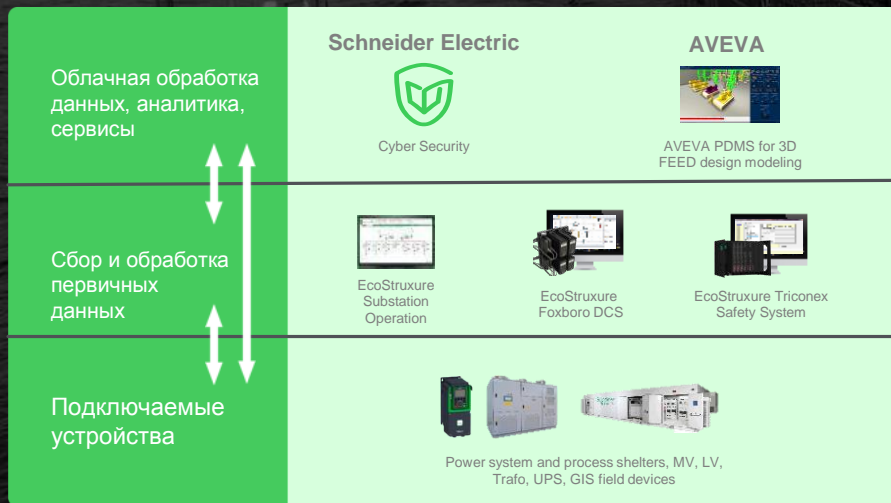 Schneider Electric
AVEVA
Облачная обработка
данных, аналитика,
сервисы
Cyber Security
AVEVA PDMS for 3D
FEED design modeling
Сбор и обработка
первичных
данных
EcoStruxure
Substation
Operation
EcoStruxure
Foxboro DCS
EcoStruxure Triconex
Safety System
Подключаемые
устройства
Power system and process shelters, MV, LV,
Trafo, UPS, GIS field devices